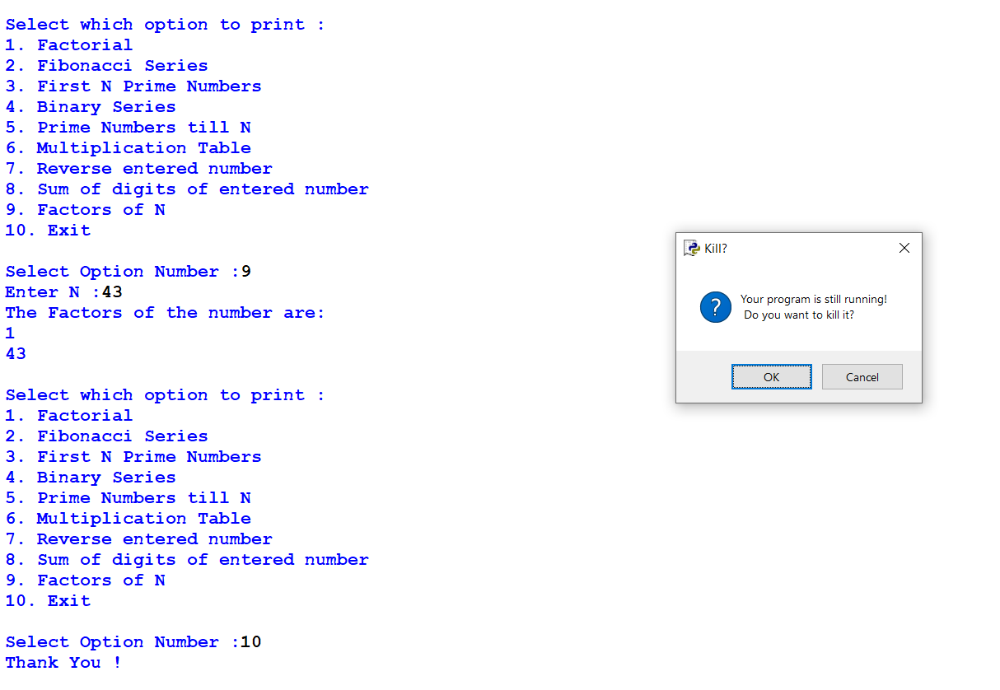 Select which option to print :
1. Factorial
2. Fibonacci Series
3. First N Prime Numbers
4. Binary Series
5. Prime Numbers till N
6. Multiplication Table
7. Reverse entered number
8. Sum of digits of entered number
9. Factors of N
10. Exit
Select Option Number :9
Enter N :43
The Factors of the number are:
1
43
Select which option to print :
1. Factorial
2. Fibonacci Series
3. First N Prime Numbers
4. Binary Series
5. Prime Numbers till N
6. Multiplication Table
7. Reverse entered number
8. Sum of digits of entered number
9. Factors of N
10. Exit
Select Option Number :10
Thank You !
Kill?
Your program is still running!
Do you want to kill it?
OK
Cancel